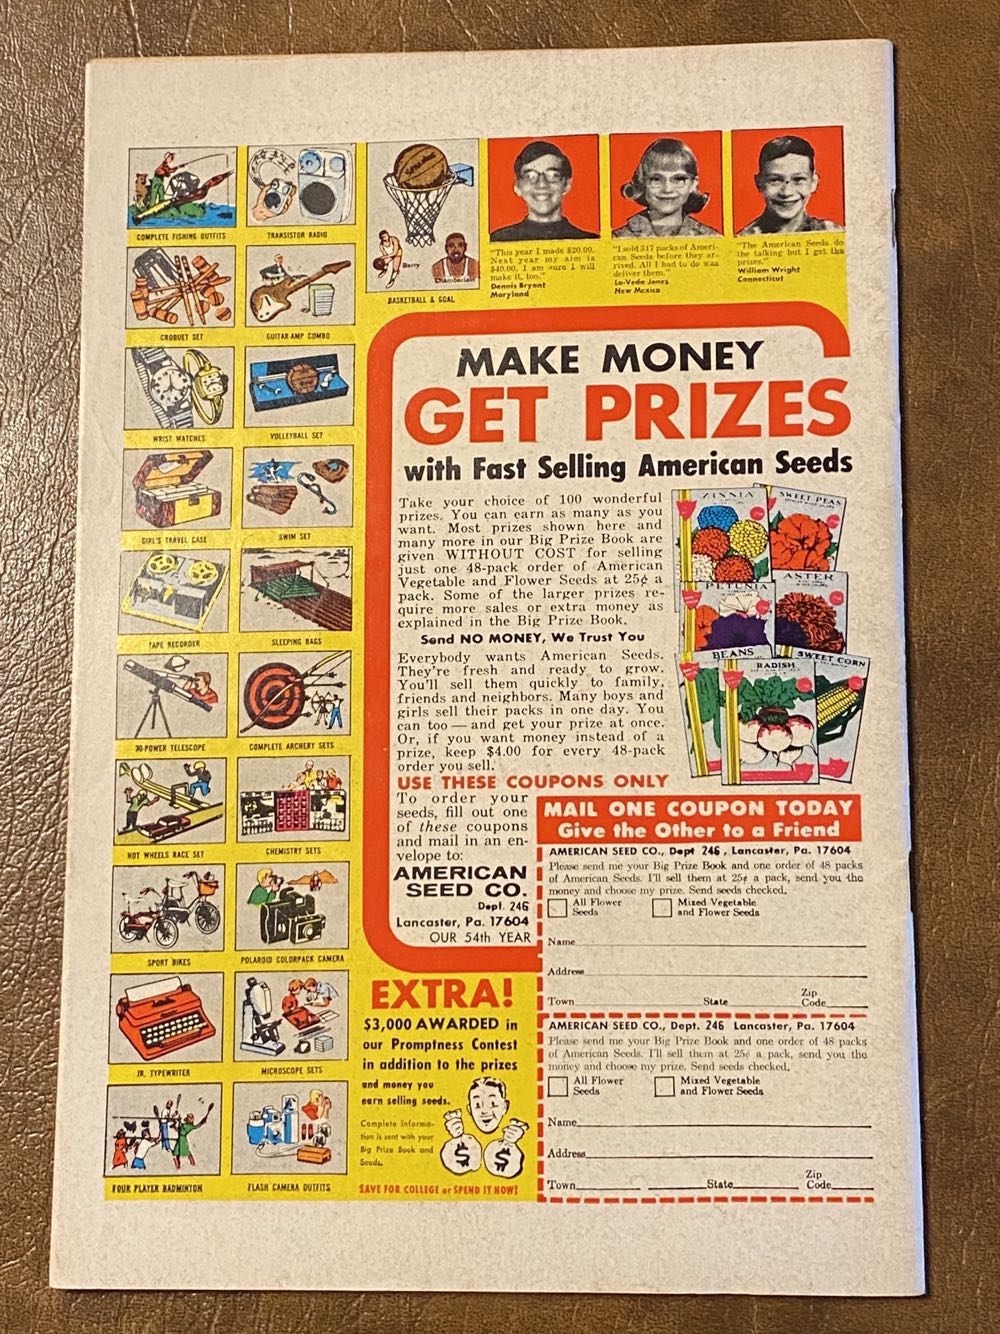 COMPLETE FISHING OUTFITS
TRANSISTOR RADIO
CROQUET SET
GUITAR-AMP COMBO
WRIST WATCHES
VOLLEYBALL SET
GIRL'S TRAVEL CASE
SWIM SET
TAPE RECORDER
SLEEPING BAGS
30-POWER TELESCOPE
COMPLETE ARCHERY SETS
HOT WHEELS RACE SET
CHEMISTRY SETS
SPORT BIKES
POLAROID COLORPACK CAMERA
JR. TYPEWRITER
MICROSCOPE SETS
FOUR PLAYER BADMINTON
FLASH CAMERA OUTFITS
Barry
Chamberlain
BASKETBALL & GOAL
"This year I made $20.00.
Next year my aim is
$40.00, I am sure I will
make it, too."
Dennis Bryant
Maryland
"I sold 317 packs of Ameri-
can Seeds before they ar-
rived. All I had to do was
deliver them."
La-Veda Jones
New Mexico
"The American Seeds do
the talking but I get the
prizes."
William Wright
Connecticut
MAKE MONEY
GET PRIZES
with Fast Selling American Seeds
Take your choice of 100 wonderful
prizes. You can earn as many as you
want. Most prizes shown here and
many more in our Big Prize Book are
given WITHOUT COST for selling
just one 48-pack order of American
Vegetable and Flower Seeds at 25¢ a
pack. Some of the larger prizes re-
quire more sales or extra money as
explained in the Big Prize Book.
Send NO MONEY, We Trust You
Everybody wants American Seeds.
They're fresh and ready to grow.
You'll sell them quickly to family,
friends and neighbors. Many boys and
girls sell their packs in one day. You
can too — and get your prize at once.
Or, if you want money instead of a
prize, keep $4.00 for every 48-pack
order you sell.
ZINNIA
SWEET PEAS
PETUNIA
ASTER
BEANS
RADISH
SWEET CORN
USE THESE COUPONS ONLY
To order your
seeds, fill out one
of these coupons
and mail in an en-
velope to:
AMERICAN
SEED CO.
Dept. 246
Lancaster, Pa. 17604
OUR 54th YEAR
MAIL ONE COUPON TODAY
Give the Other to a Friend
AMERICAN SEED CO., Dept 246, Lancaster, Pa. 17604
Please send me your Big Prize Book and one order of 48 packs
of American Seeds. I'll sell them at 25¢ a pack, send you the
money and choose my prize. Send seeds checked.
All Flower
Seeds
Mixed Vegetable
and Flower Seeds
Name
Address
Town State Zip
Code
AMERICAN SEED CO., Dept. 246 Lancaster, Pa. 17604
Please send me your Big Prize Book and one order of 48 packs
of American Seeds. I'll sell them at 25¢ a pack, send you the
money and choose my prize. Send seeds checked.
All Flower
Seeds
Mixed Vegetable
and Flower Seeds
Name
Address
Town State Zip
Code
EXTRA!
$3,000 AWARDED in
our Promptness Contest
in addition to the prizes
and money you
earn selling seeds.
Complete Informa-
tion is sent with your
Big Prize Book and
Seeds.
$ $
SAVE FOR COLLEGE or SPEND IT NOW!